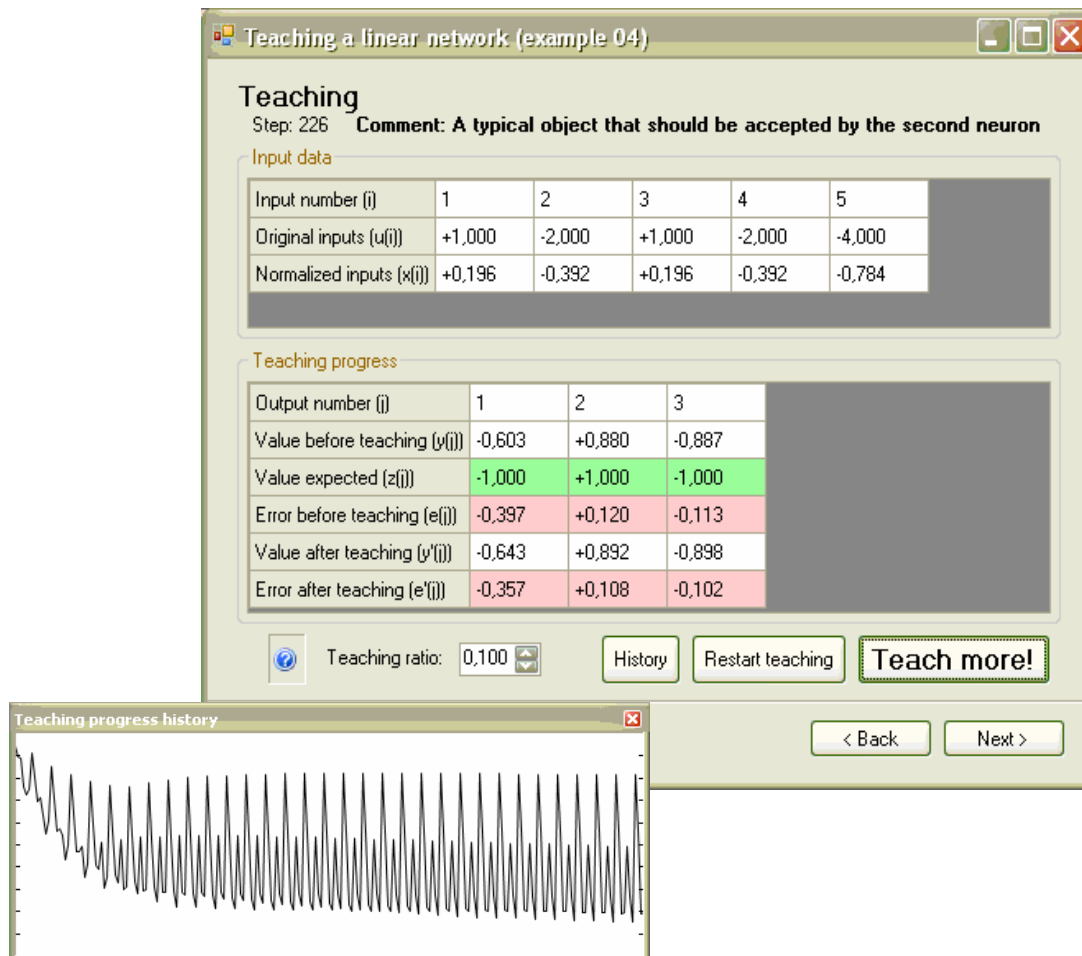 Teaching a linear network (example 04)
Teaching
Step: 226 Comment: A typical object that should be accepted by the second neuron
Input data
Input number (i) 1 2 3 4 5
Original inputs (u(i)) +1,000 -2,000 +1,000 -2,000 -4,000
Normalized inputs (x(i)) +0,196 -0,392 +0,196 -0,392 -0,784
Teaching progress
Output number (j) 1 2 3
Value before teaching (y(j)) -0,603 +0,880 -0,887
Value expected (z(j)) -1,000 +1,000 -1,000
Error before teaching (e(j)) -0,397 +0,120 -0,113
Value after teaching (y'(j)) -0,643 +0,892 -0,898
Error after teaching (e'(j)) -0,357 +0,108 -0,102
Teaching ratio: 0,100 History Restart teaching Teach more!
Teaching progress history
< Back Next >